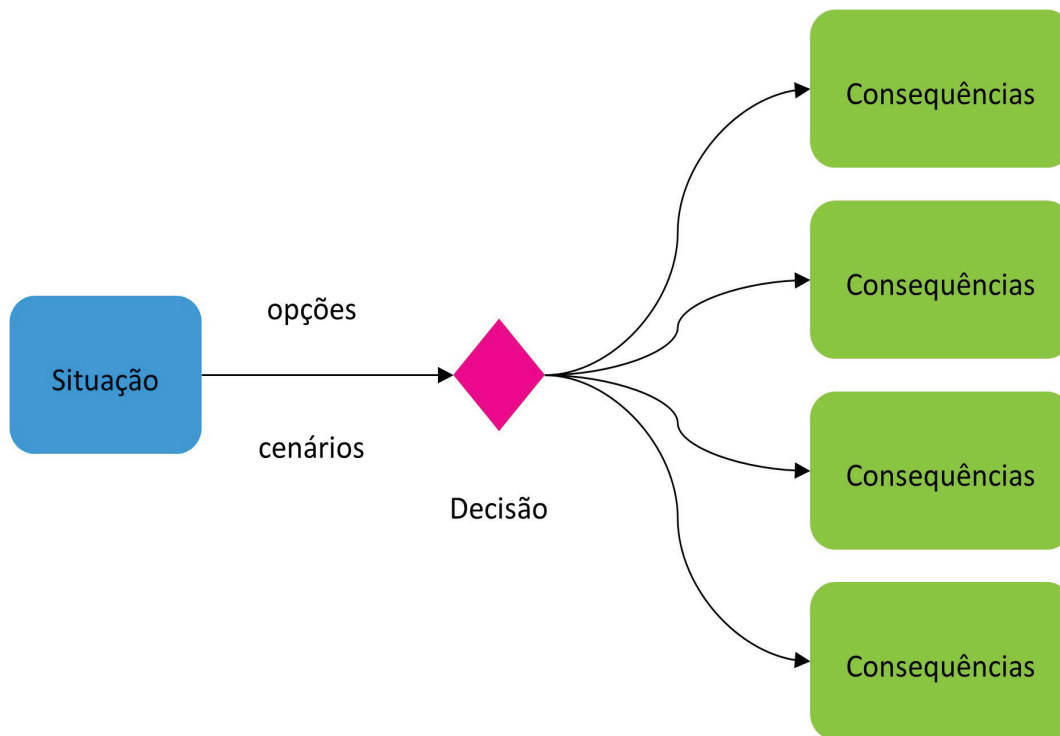 Situação
opções
cenários
Decisão
Consequências
Consequências
Consequências
Consequências